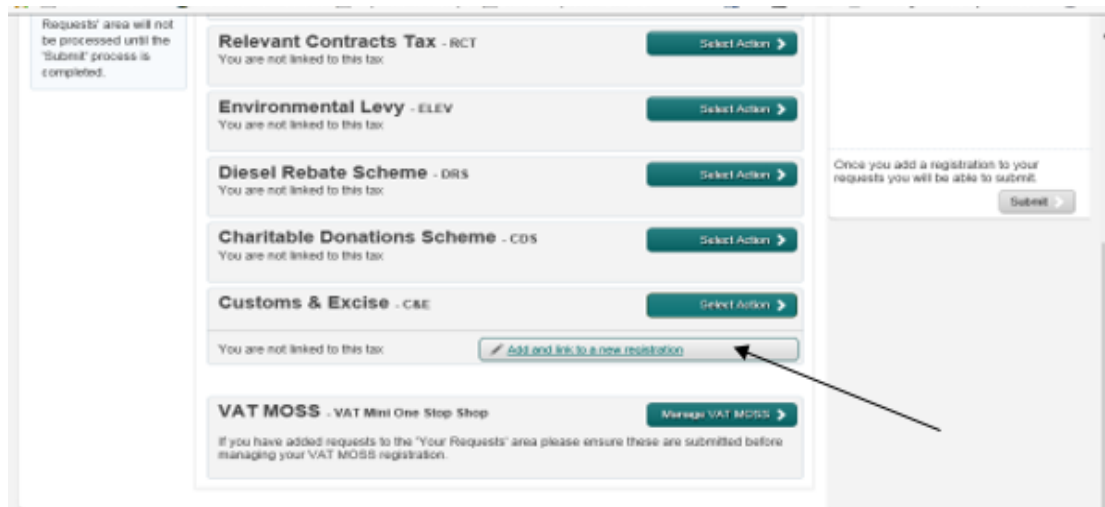 Requests' area will not
be processed until the
'Submit' process is
completed.
Relevant Contracts Tax - RCT
Select Action
You are not linked to this tax
Environmental Levy - ELEV
Select Action
You are not linked to this tax
Diesel Rebate Scheme - DRS
Select Action
You are not linked to this tax
Once you add a registration to your
requests you will be able to submit.
Submit
Charitable Donations Scheme - CDS
Select Action
You are not linked to this tax
Customs & Excise - C&E
Select Action
You are not linked to this tax
Add and link to a new registration
VAT MOSS - VAT Mini One Stop Shop
Manage VAT MOSS
If you have added requests to the 'Your Requests' area please ensure these are submitted before
managing your VAT MOSS registration.